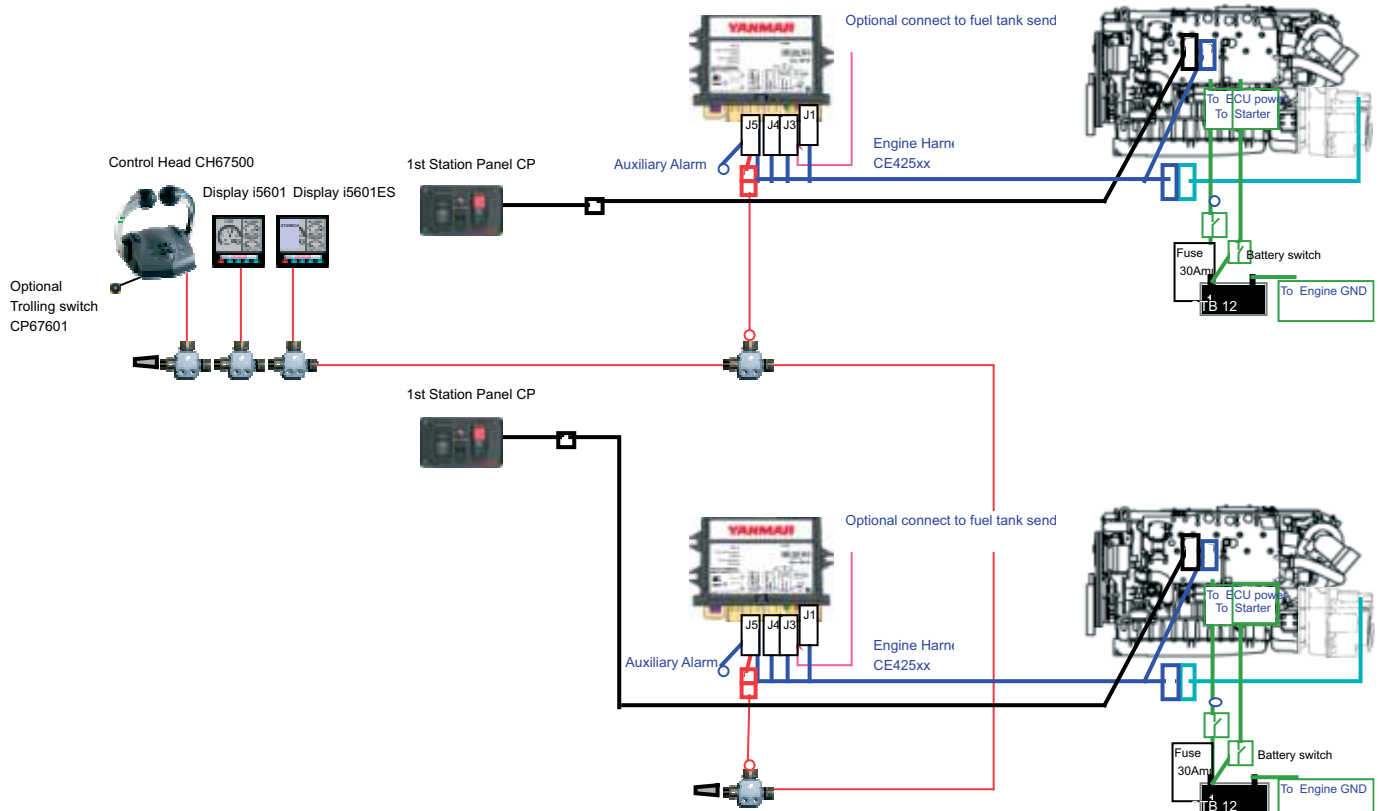 YANMAR
Optional connect to fuel tank send
To ECU power
To Starter
J5
J4
J3
J1
Engine Harne
CE425xx
Auxiliary Alarm
Control Head CH67500
1st Station Panel CP
Display i5601
Display i5601ES
Optional
Trolling switch
CP67601
Fuse
30Am
Battery switch
To Engine GND
TB 12
1st Station Panel CP
YANMAR
Optional connect to fuel tank send
To ECU power
To Starter
J5
J4
J3
J1
Engine Harne
CE425xx
Auxiliary Alarm
Fuse
30Am
Battery switch
To Engine GND
TB 12